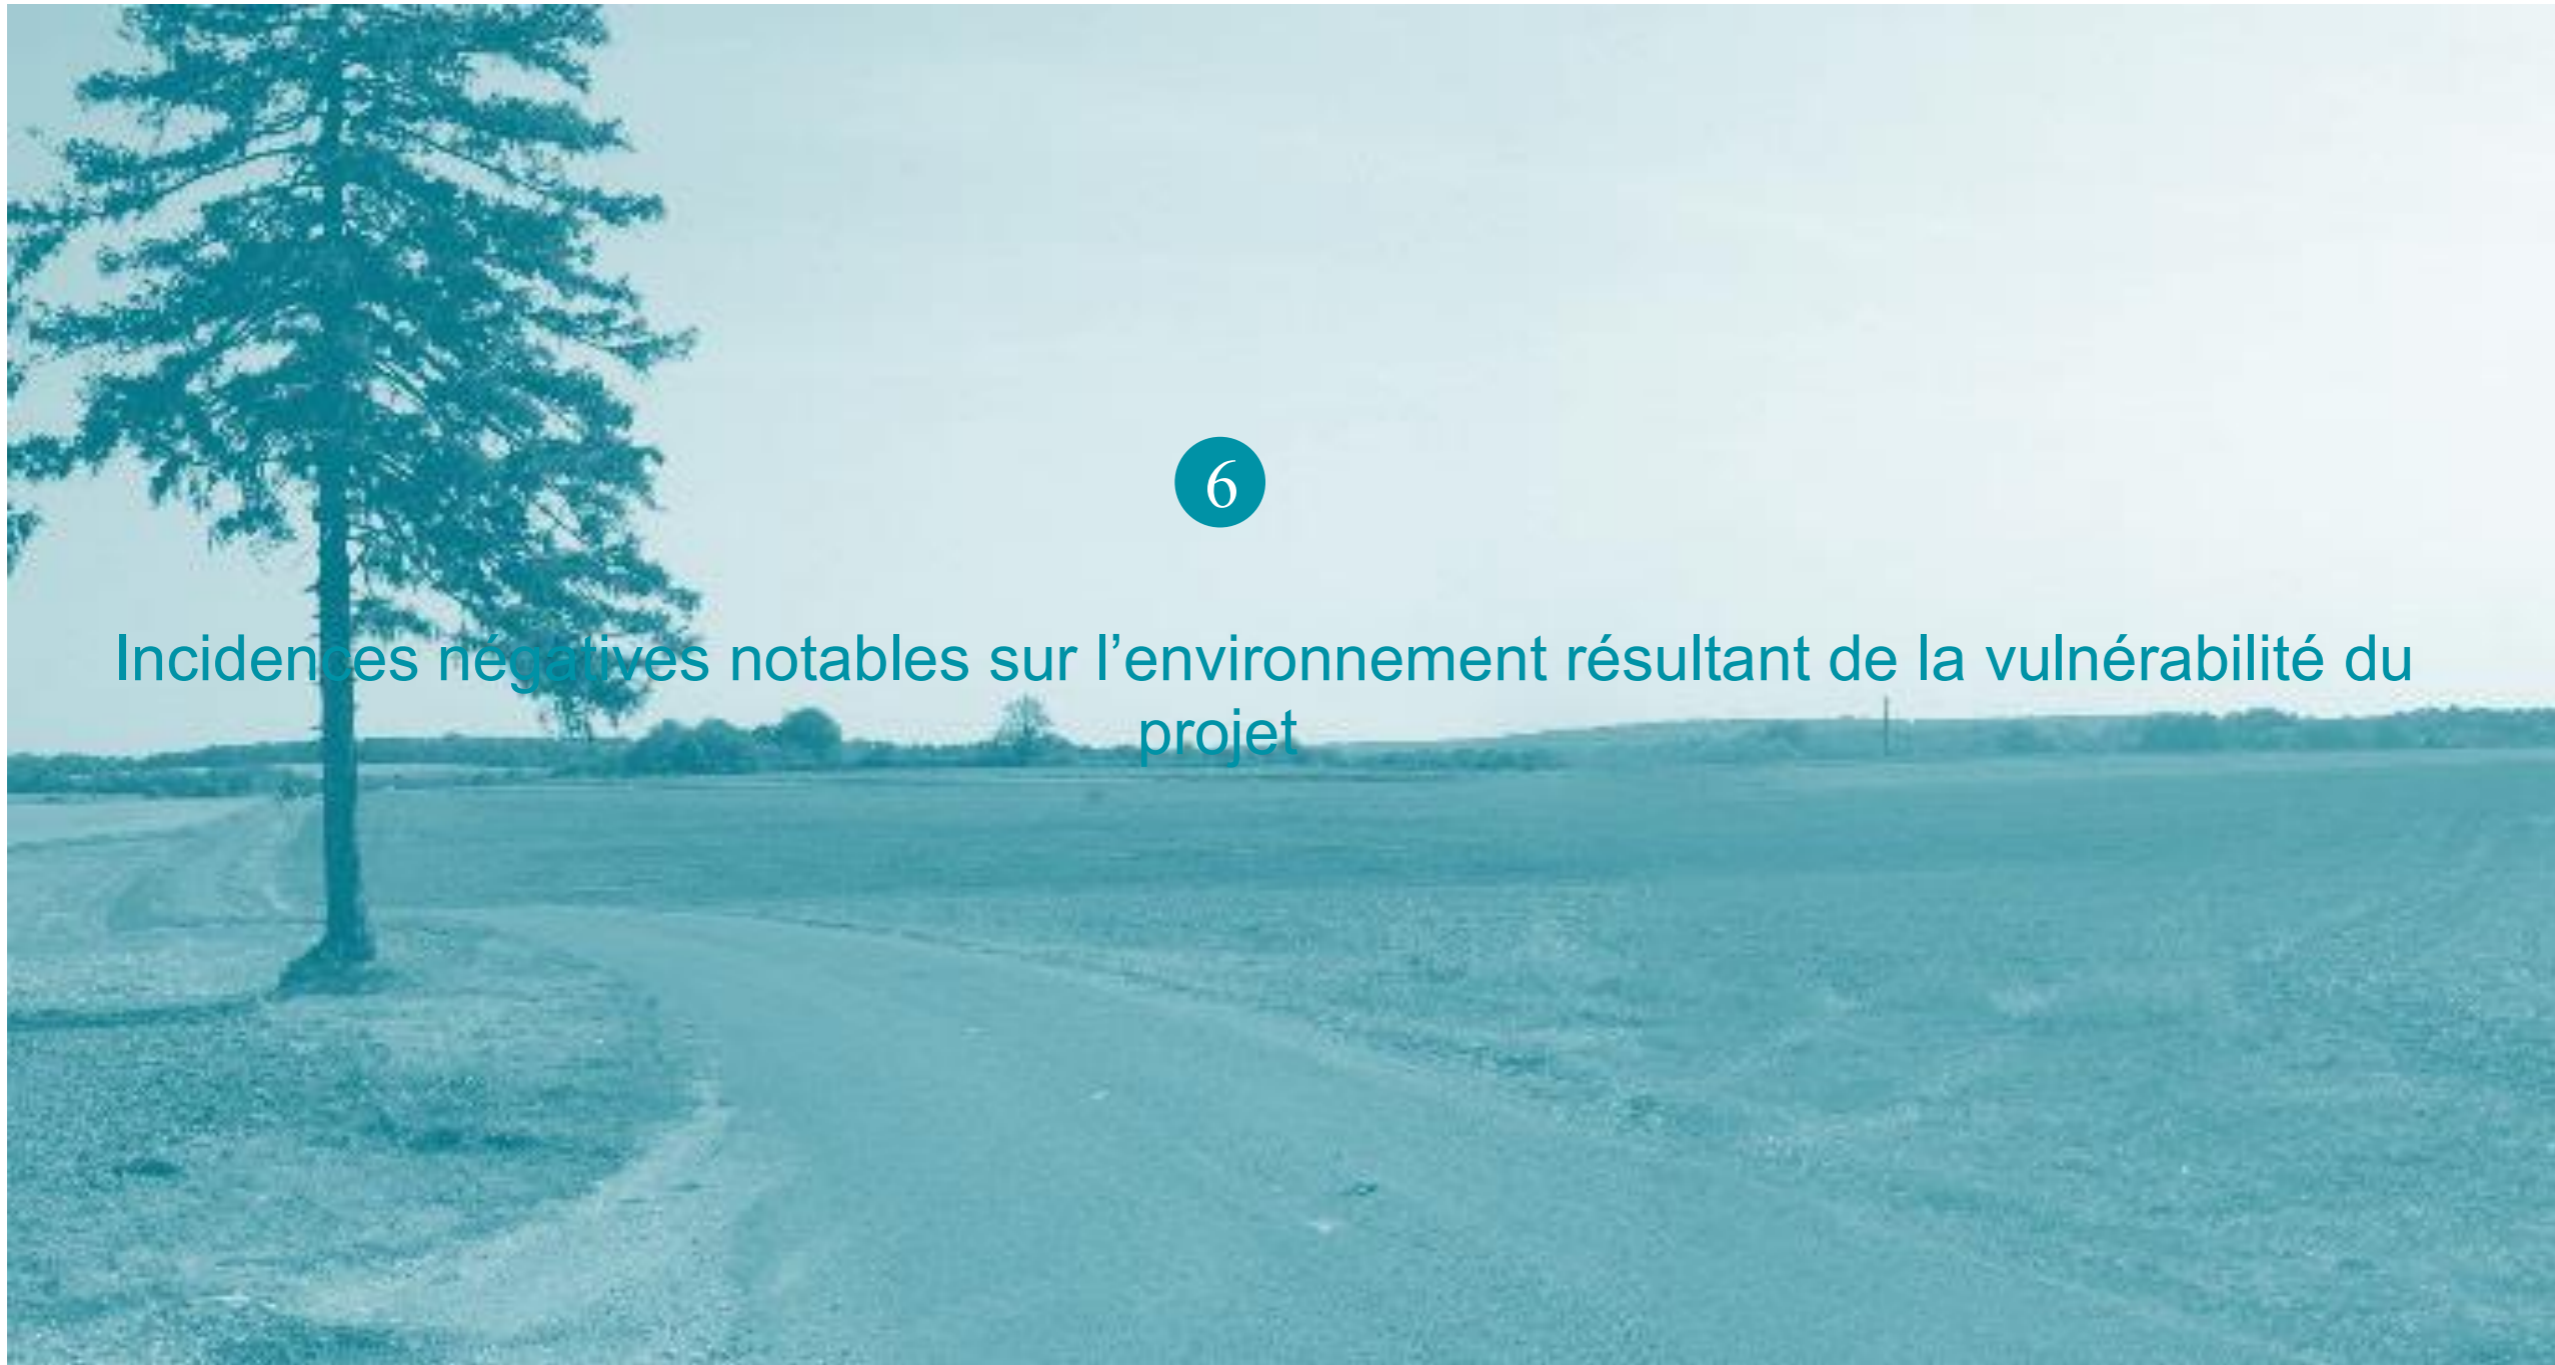 6
Incidences négatives notables sur l’environnement résultant de la vulnérabilité du
projet